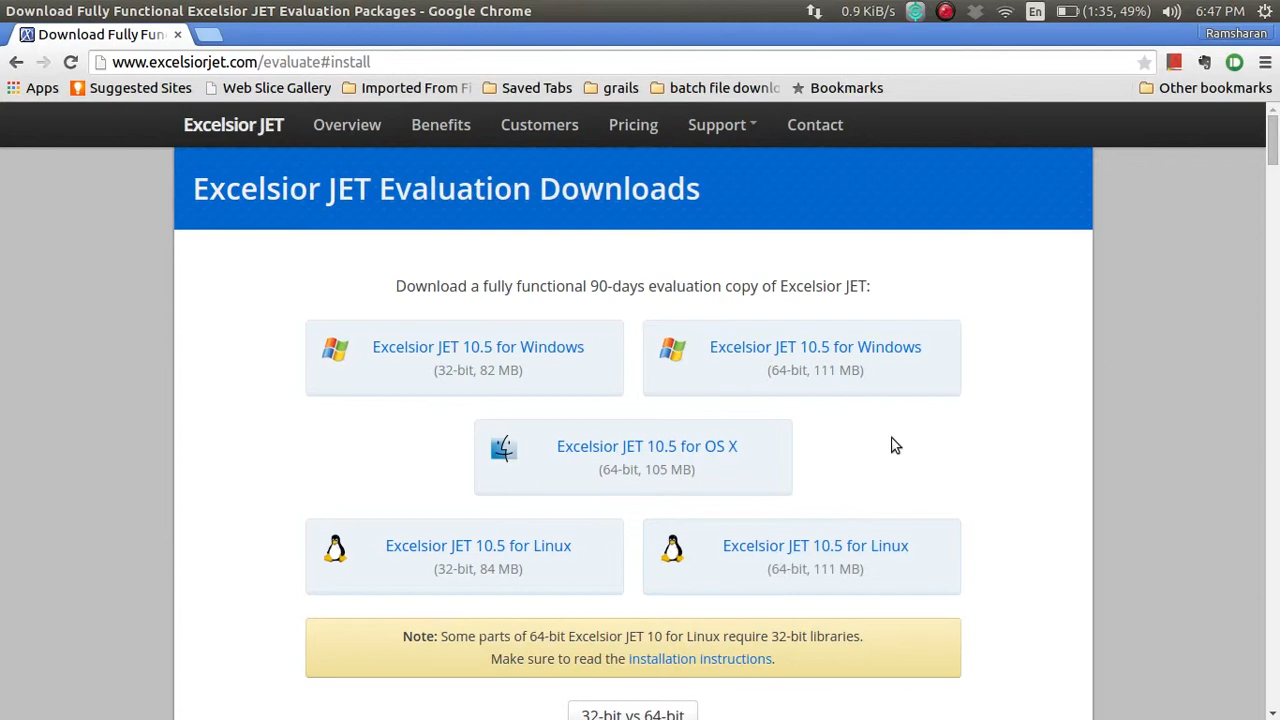 Download Fully Functional Excelsior JET Evaluation Packages - Google Chrome 0.9 KiB/s En (1:35, 49%) 6:47 PM
Download Fully Fun Ramsharan
www.excelsiorjet.com/evaluate#install
Apps Suggested Sites Web Slice Gallery Imported From Fi Saved Tabs grails batch file downlo Bookmarks Other bookmarks
Excelsior JET Overview Benefits Customers Pricing Support Contact
Excelsior JET Evaluation Downloads
Download a fully functional 90-days evaluation copy of Excelsior JET:
Excelsior JET 10.5 for Windows Excelsior JET 10.5 for Windows
(32-bit, 82 MB) (64-bit, 111 MB)
Excelsior JET 10.5 for OS X
(64-bit, 105 MB)
Excelsior JET 10.5 for Linux Excelsior JET 10.5 for Linux
(32-bit, 84 MB) (64-bit, 111 MB)
Note: Some parts of 64-bit Excelsior JET 10 for Linux require 32-bit libraries.
Make sure to read the installation instructions.
32-bit vs 64-bit